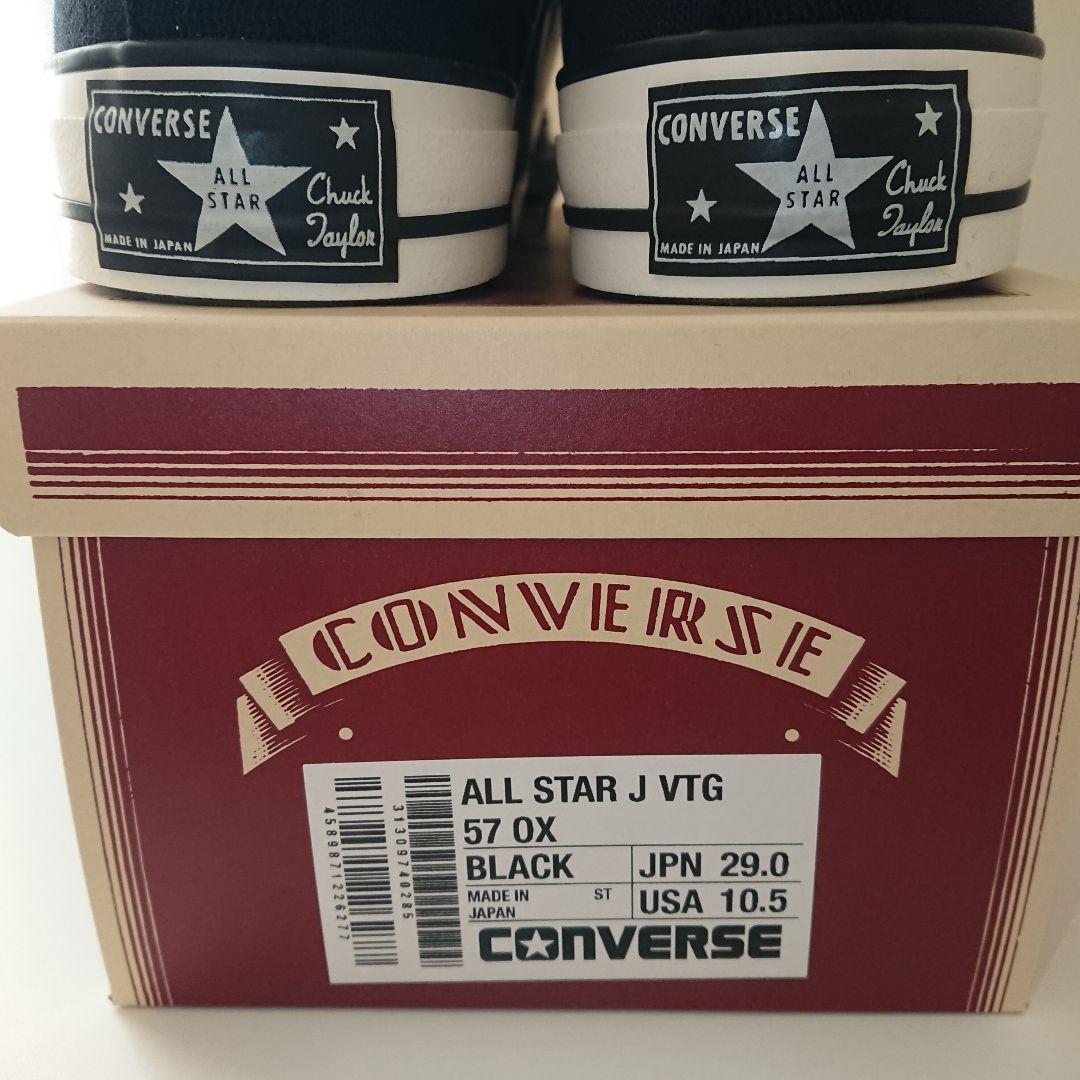 CONVERSE
ALL
STAR
Chuck
Taylor
MADE IN JAPAN
CONVERSE
ALL
STAR
Chuck
Taylor
MADE IN JAPAN
CONVERSE
4589871226277
31309740285
ALL STAR J VTG
57 OX
BLACK
JPN 29.0
MADE IN
JAPAN
ST
USA 10.5
CONVERSE